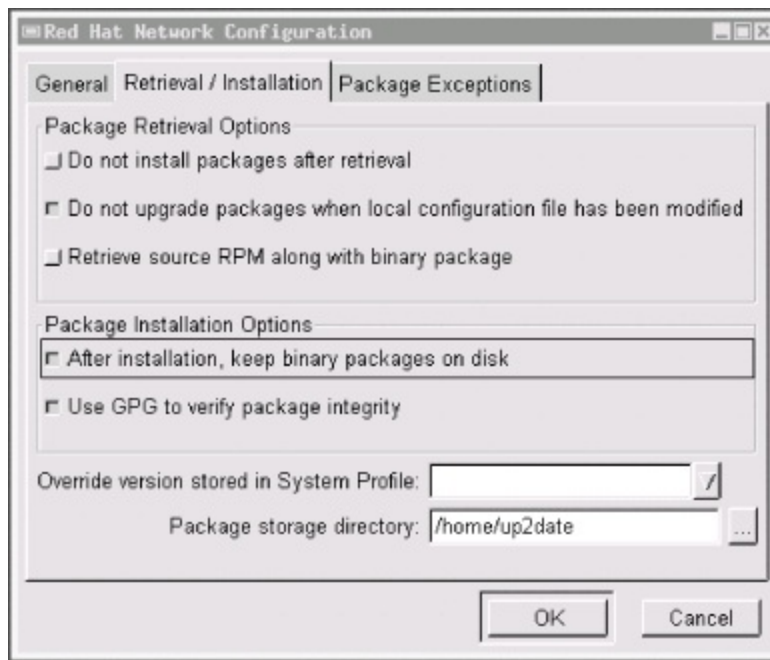 Red Hat Network Configuration
General Retrieval / Installation Package Exceptions
Package Retrieval Options
Do not install packages after retrieval
Do not upgrade packages when local configuration file has been modified
Retrieve source RPM along with binary package
Package Installation Options
After installation, keep binary packages on disk
Use GPG to verify package integrity
Override version stored in System Profile:
Package storage directory: /home/up2date ...
OK Cancel